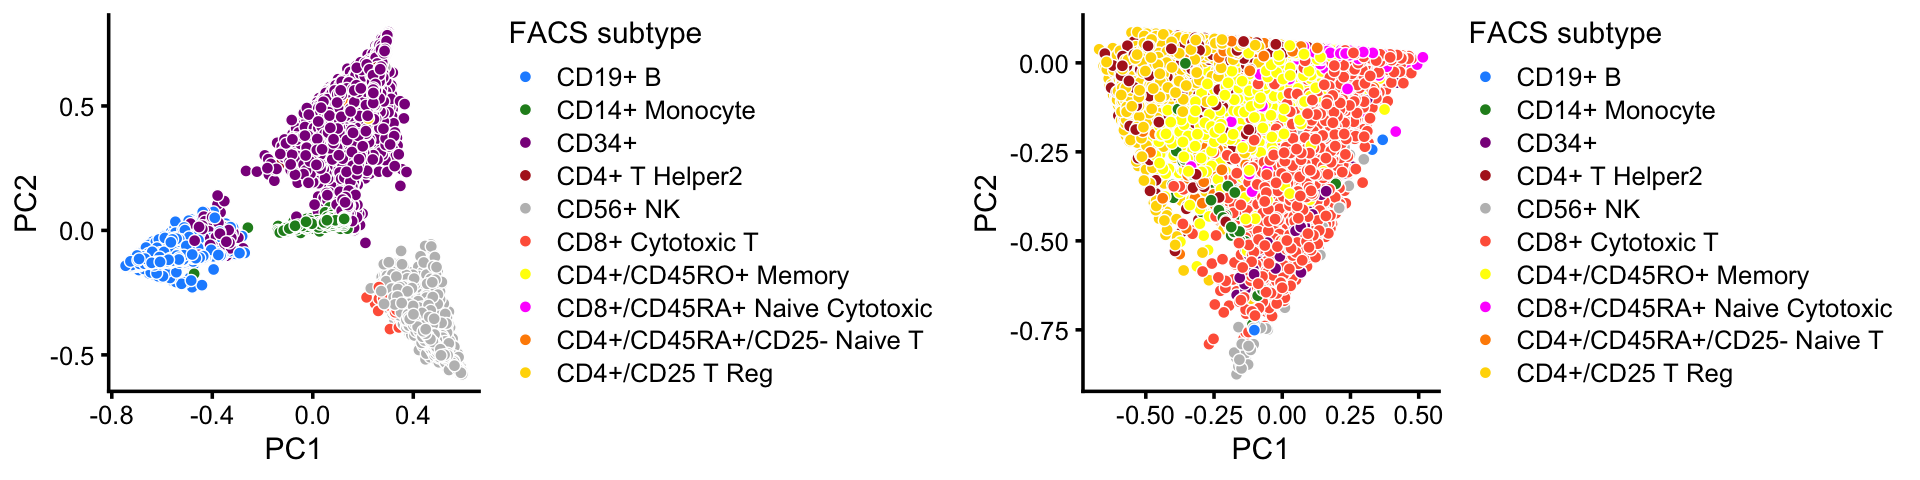 FACS subtype
CD19+ B
CD14+ Monocyte
CD34+
CD4+ T Helper2
CD56+ NK
CD8+ Cytotoxic T
CD4+/CD45RO+ Memory
CD8+/CD45RA+ Naive Cytotoxic
CD4+/CD45RA+/CD25- Naive T
CD4+/CD25 T Reg
PC2
0.5
0.0
-0.5
-0.8 -0.4 0.0 0.4
PC1
FACS subtype
CD19+ B
CD14+ Monocyte
CD34+
CD4+ T Helper2
CD56+ NK
CD8+ Cytotoxic T
CD4+/CD45RO+ Memory
CD8+/CD45RA+ Naive Cytotoxic
CD4+/CD45RA+/CD25- Naive T
CD4+/CD25 T Reg
PC2
0.00
-0.25
-0.50
-0.75
-0.50 -0.25 0.00 0.25 0.50
PC1